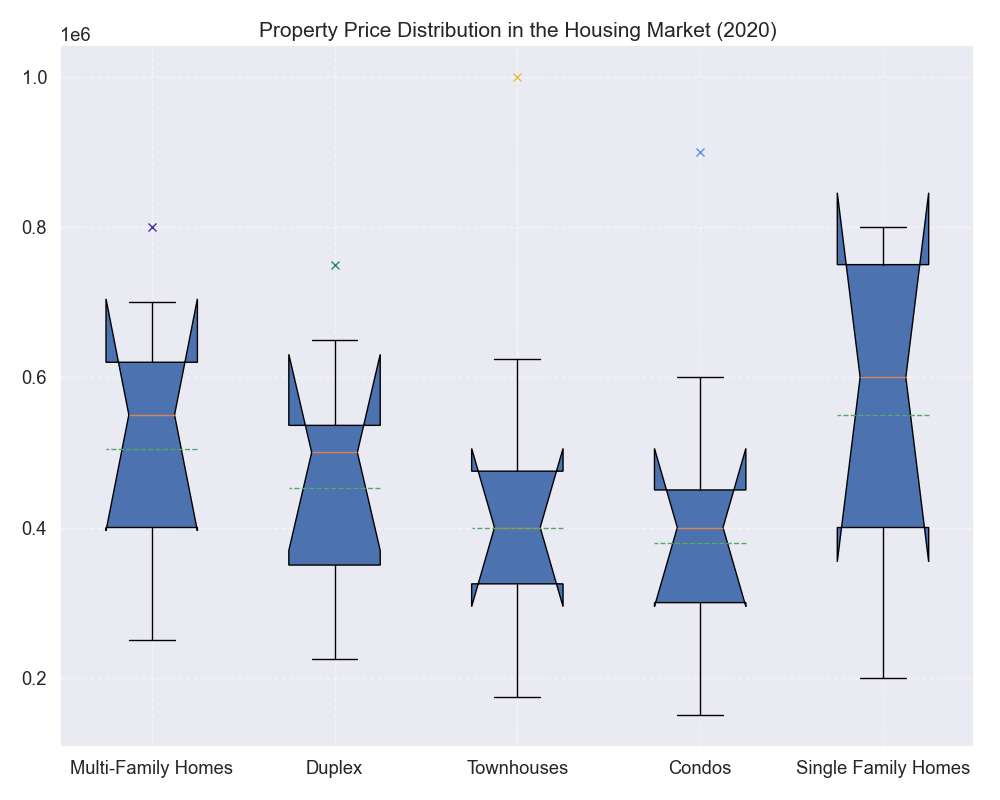 Property Price Distribution in the Housing Market (2020)
1e6
1.0
0.8
0.6
0.4
0.2
Multi-Family Homes Duplex Townhouses Condos Single Family Homes